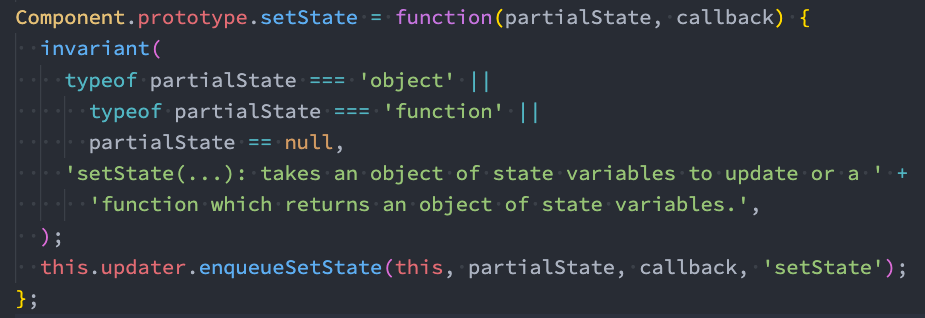 Component.prototype.setState = function(partialState, callback) {
  invariant(
    typeof partialState === 'object' ||
      typeof partialState === 'function' ||
      partialState == null,
    'setState(...): takes an object of state variables to update or a ' +
      'function which returns an object of state variables.',
  );
  this.updater.enqueueSetState(this, partialState, callback, 'setState');
};